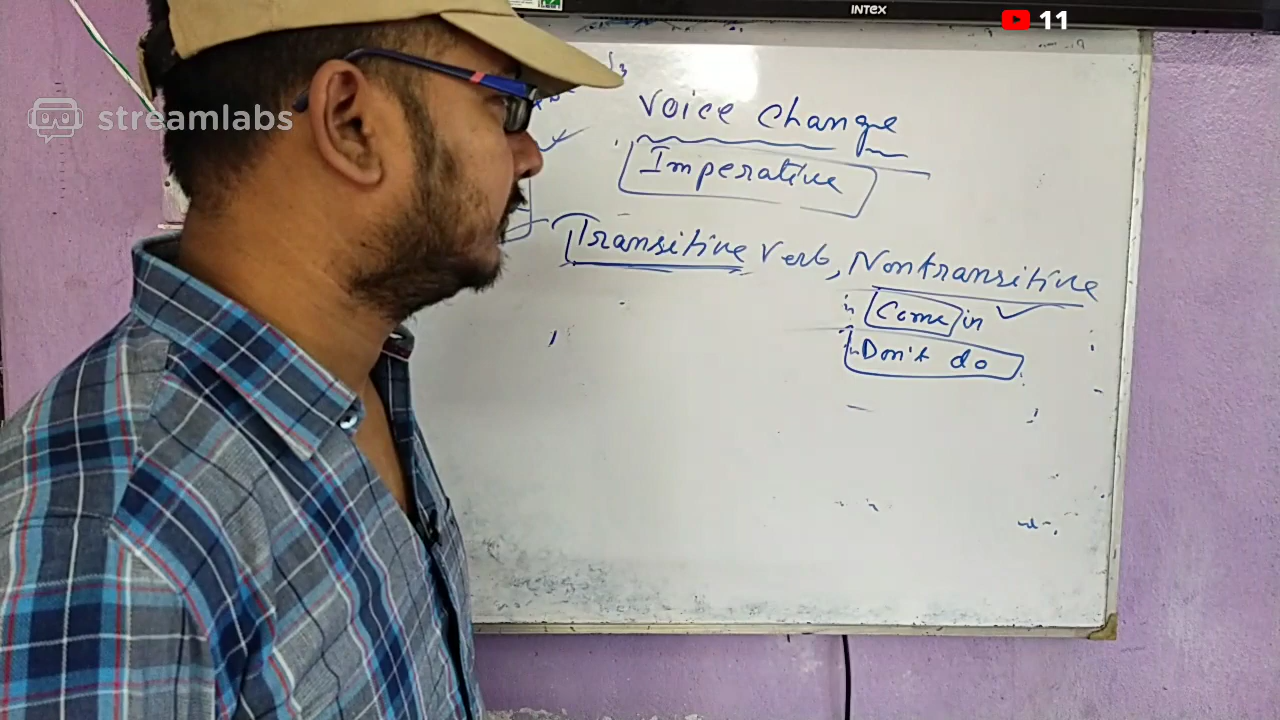 INTEX
11
streamlabs
Voice change
Imperative
Transitive Verb, Nontransitive
Come in
Don't do